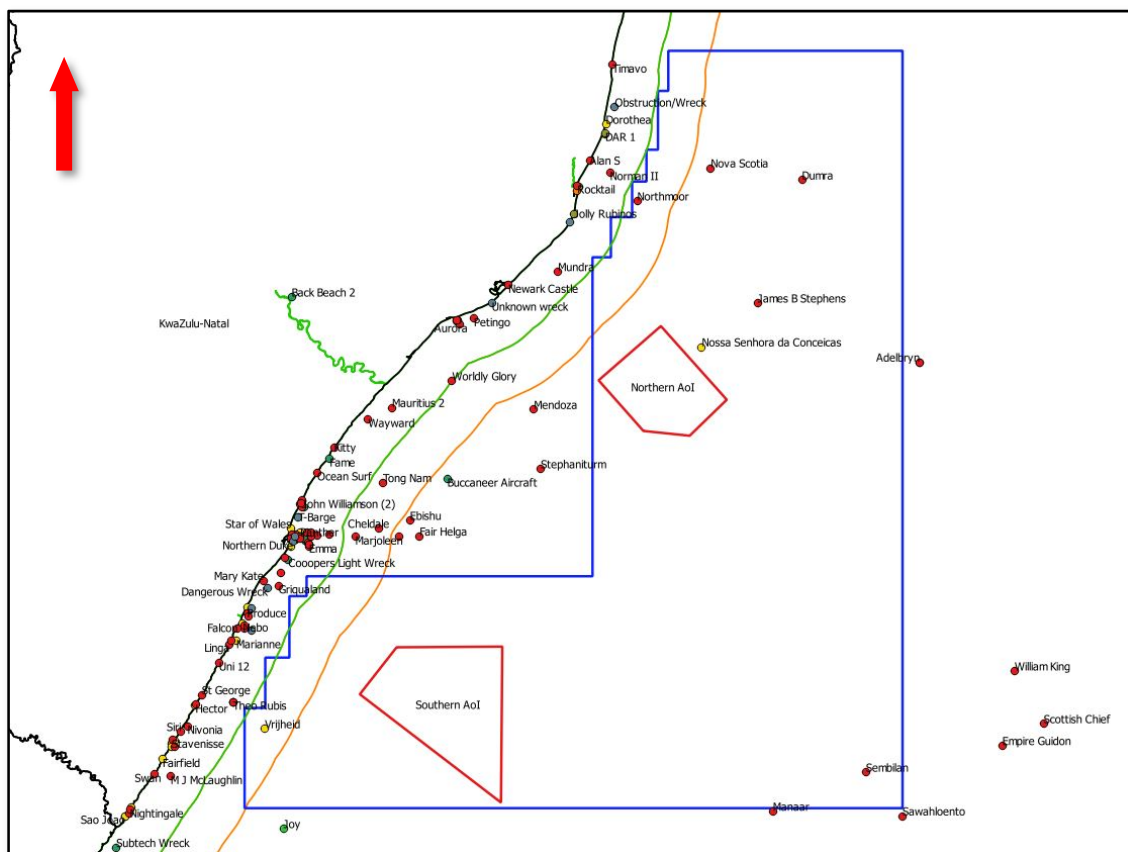 Timavo
Obstruction/Wreck
Dorothea
DAR 1
Alan S
Norman II
Nova Scotia
Dumra
Rocktail
Northmoor
Jolly Rubinos
Mundra
Newark Castle
Back Beach 2
Unknown wreck
James B Stephens
KwaZulu-Natal
Aurora
Petingo
Nossa Senhora da Conceicas
Adelbryn
Worldly Glory
Northern AoI
Mauritius 2
Mendoza
Wayward
Kitty
Fame
Stephaniturm
Ocean Surf
Tong Nam
Buccaneer Aircraft
John Williamson (2)
T-Barge
Ebishu
Star of Wales
Cheldale
Fair Helga
Marjoleen
Northern Duke
Emma
Cooopers Light Wreck
Mary Kate
Dangerous Wreck
Griqualand
Produce
Falcon
Nebo
Linga
Marianne
Uni 12
William King
St George
Hector
Theo Rubis
Southern AoI
Scottish Chief
Siri
Nivonia
Vrijheid
Stavenisse
Empire Guidon
Fairfield
Sembilan
Swan
M J McLaughlin
Nightingale
Sao Joao
Manaar
Sawahloento
Joy
Subtech Wreck